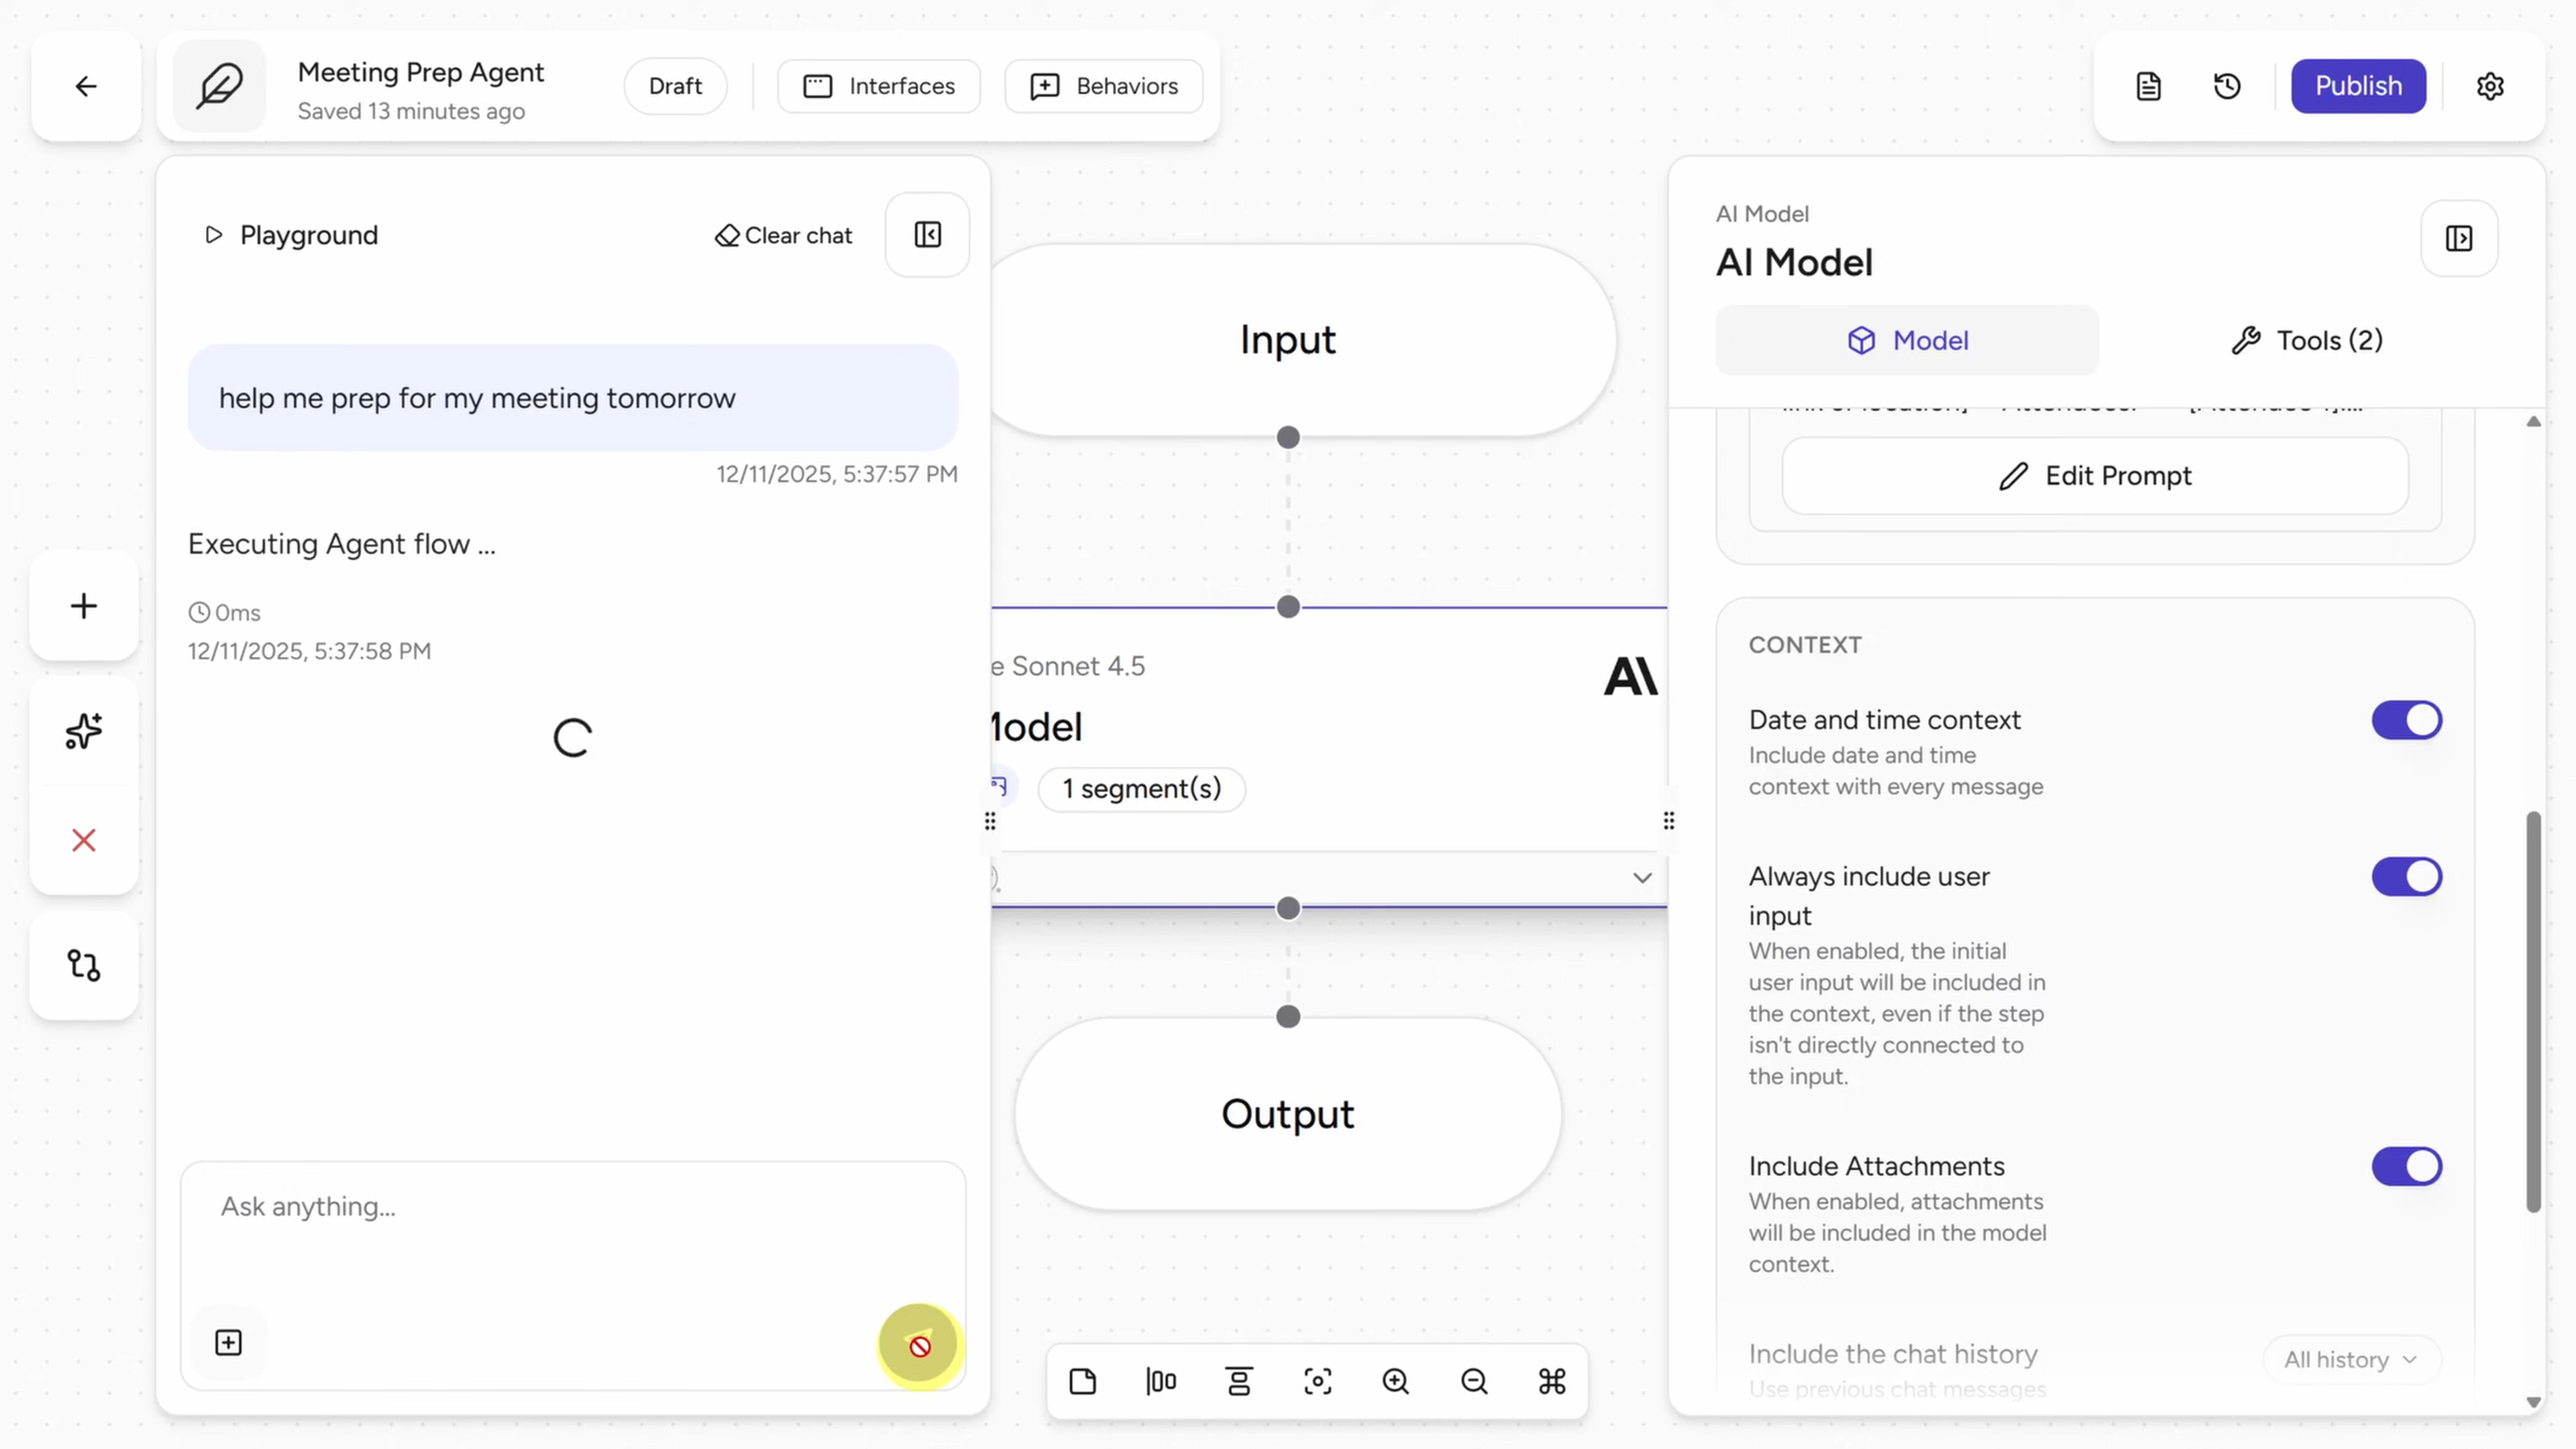 Meeting Prep Agent
Saved 13 minutes ago
Draft
Interfaces
Behaviors
Publish
Playground
Clear chat
help me prep for my meeting tomorrow
12/11/2025, 5:37:57 PM
Executing Agent flow ...
0ms
12/11/2025, 5:37:58 PM
Ask anything...
Input
e Sonnet 4.5
Model
1 segment(s)
Output
AI Model
AI Model
Model
Tools (2)
Edit Prompt
CONTEXT
Date and time context
Include date and time
context with every message
Always include user
input
When enabled, the initial
user input will be included in
the context, even if the step
isn't directly connected to
the input.
Include Attachments
When enabled, attachments
will be included in the model
context.
Include the chat history
All history
Use previous chat messages